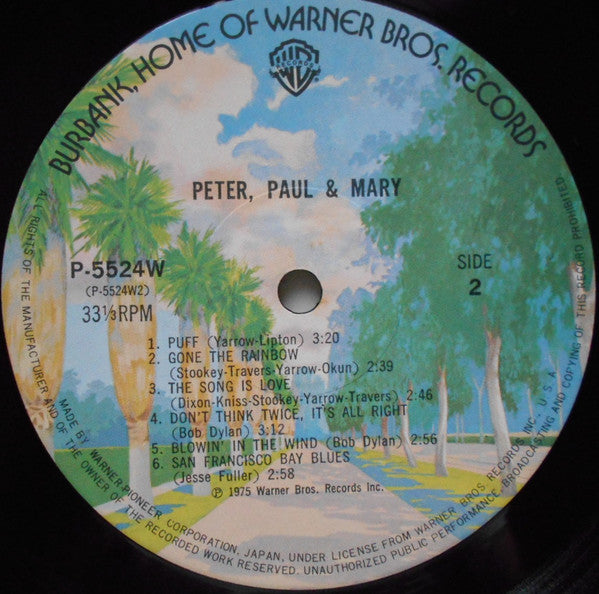 BURBANK, HOME OF WARNER BROS. RECORDS
RECORDS
PETER, PAUL & MARY
P-5524W
(P-5524W2)
33⅓RPM
SIDE
2
1. PUFF (Yarrow-Lipton) 3:20
2. GONE THE RAINBOW
(Stookey-Travers-Yarrow-Okun) 2:39
3. THE SONG IS LOVE
(Dixon-Kniss-Stookey-Yarrow-Travers) 2:46
4. DON'T THINK TWICE, IT'S ALL RIGHT
(Bob Dylan) 3:12
5. BLOWIN' IN THE WIND (Bob Dylan) 2:56
6. SAN FRANCISCO BAY BLUES
(Jesse Fuller) 2:58
℗ 1975 Warner Bros. Records Inc.
MADE BY WARNER-PIONEER CORPORATION, JAPAN, UNDER LICENSE FROM WARNER BROS. RECORDS INC., U.S.A.
ALL RIGHTS OF THE MANUFACTURER AND OF THE OWNER OF THE RECORDED WORK RESERVED. UNAUTHORIZED PUBLIC PERFORMANCE, BROADCASTING AND COPYING OF THIS RECORD PROHIBITED.